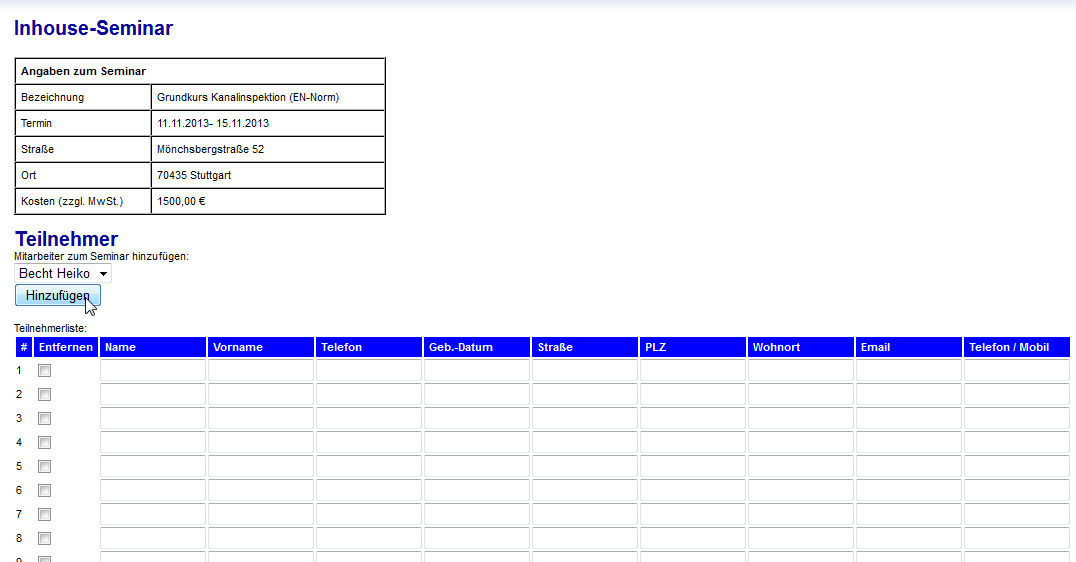 Inhouse-Seminar
Angaben zum Seminar
Bezeichnung Grundkurs Kanalinspektion (EN-Norm)
Termin 11.11.2013- 15.11.2013
Straße Mönchsbergstraße 52
Ort 70435 Stuttgart
Kosten (zzgl. MwSt.) 1500,00 €
Teilnehmer
Mitarbeiter zum Seminar hinzufügen:
Becht Heiko
Hinzufügen
Teilnehmerliste:
# Entfernen Name Vorname Telefon Geb.-Datum Straße PLZ Wohnort Email Telefon / Mobil
1
2
3
4
5
6
7
8
9